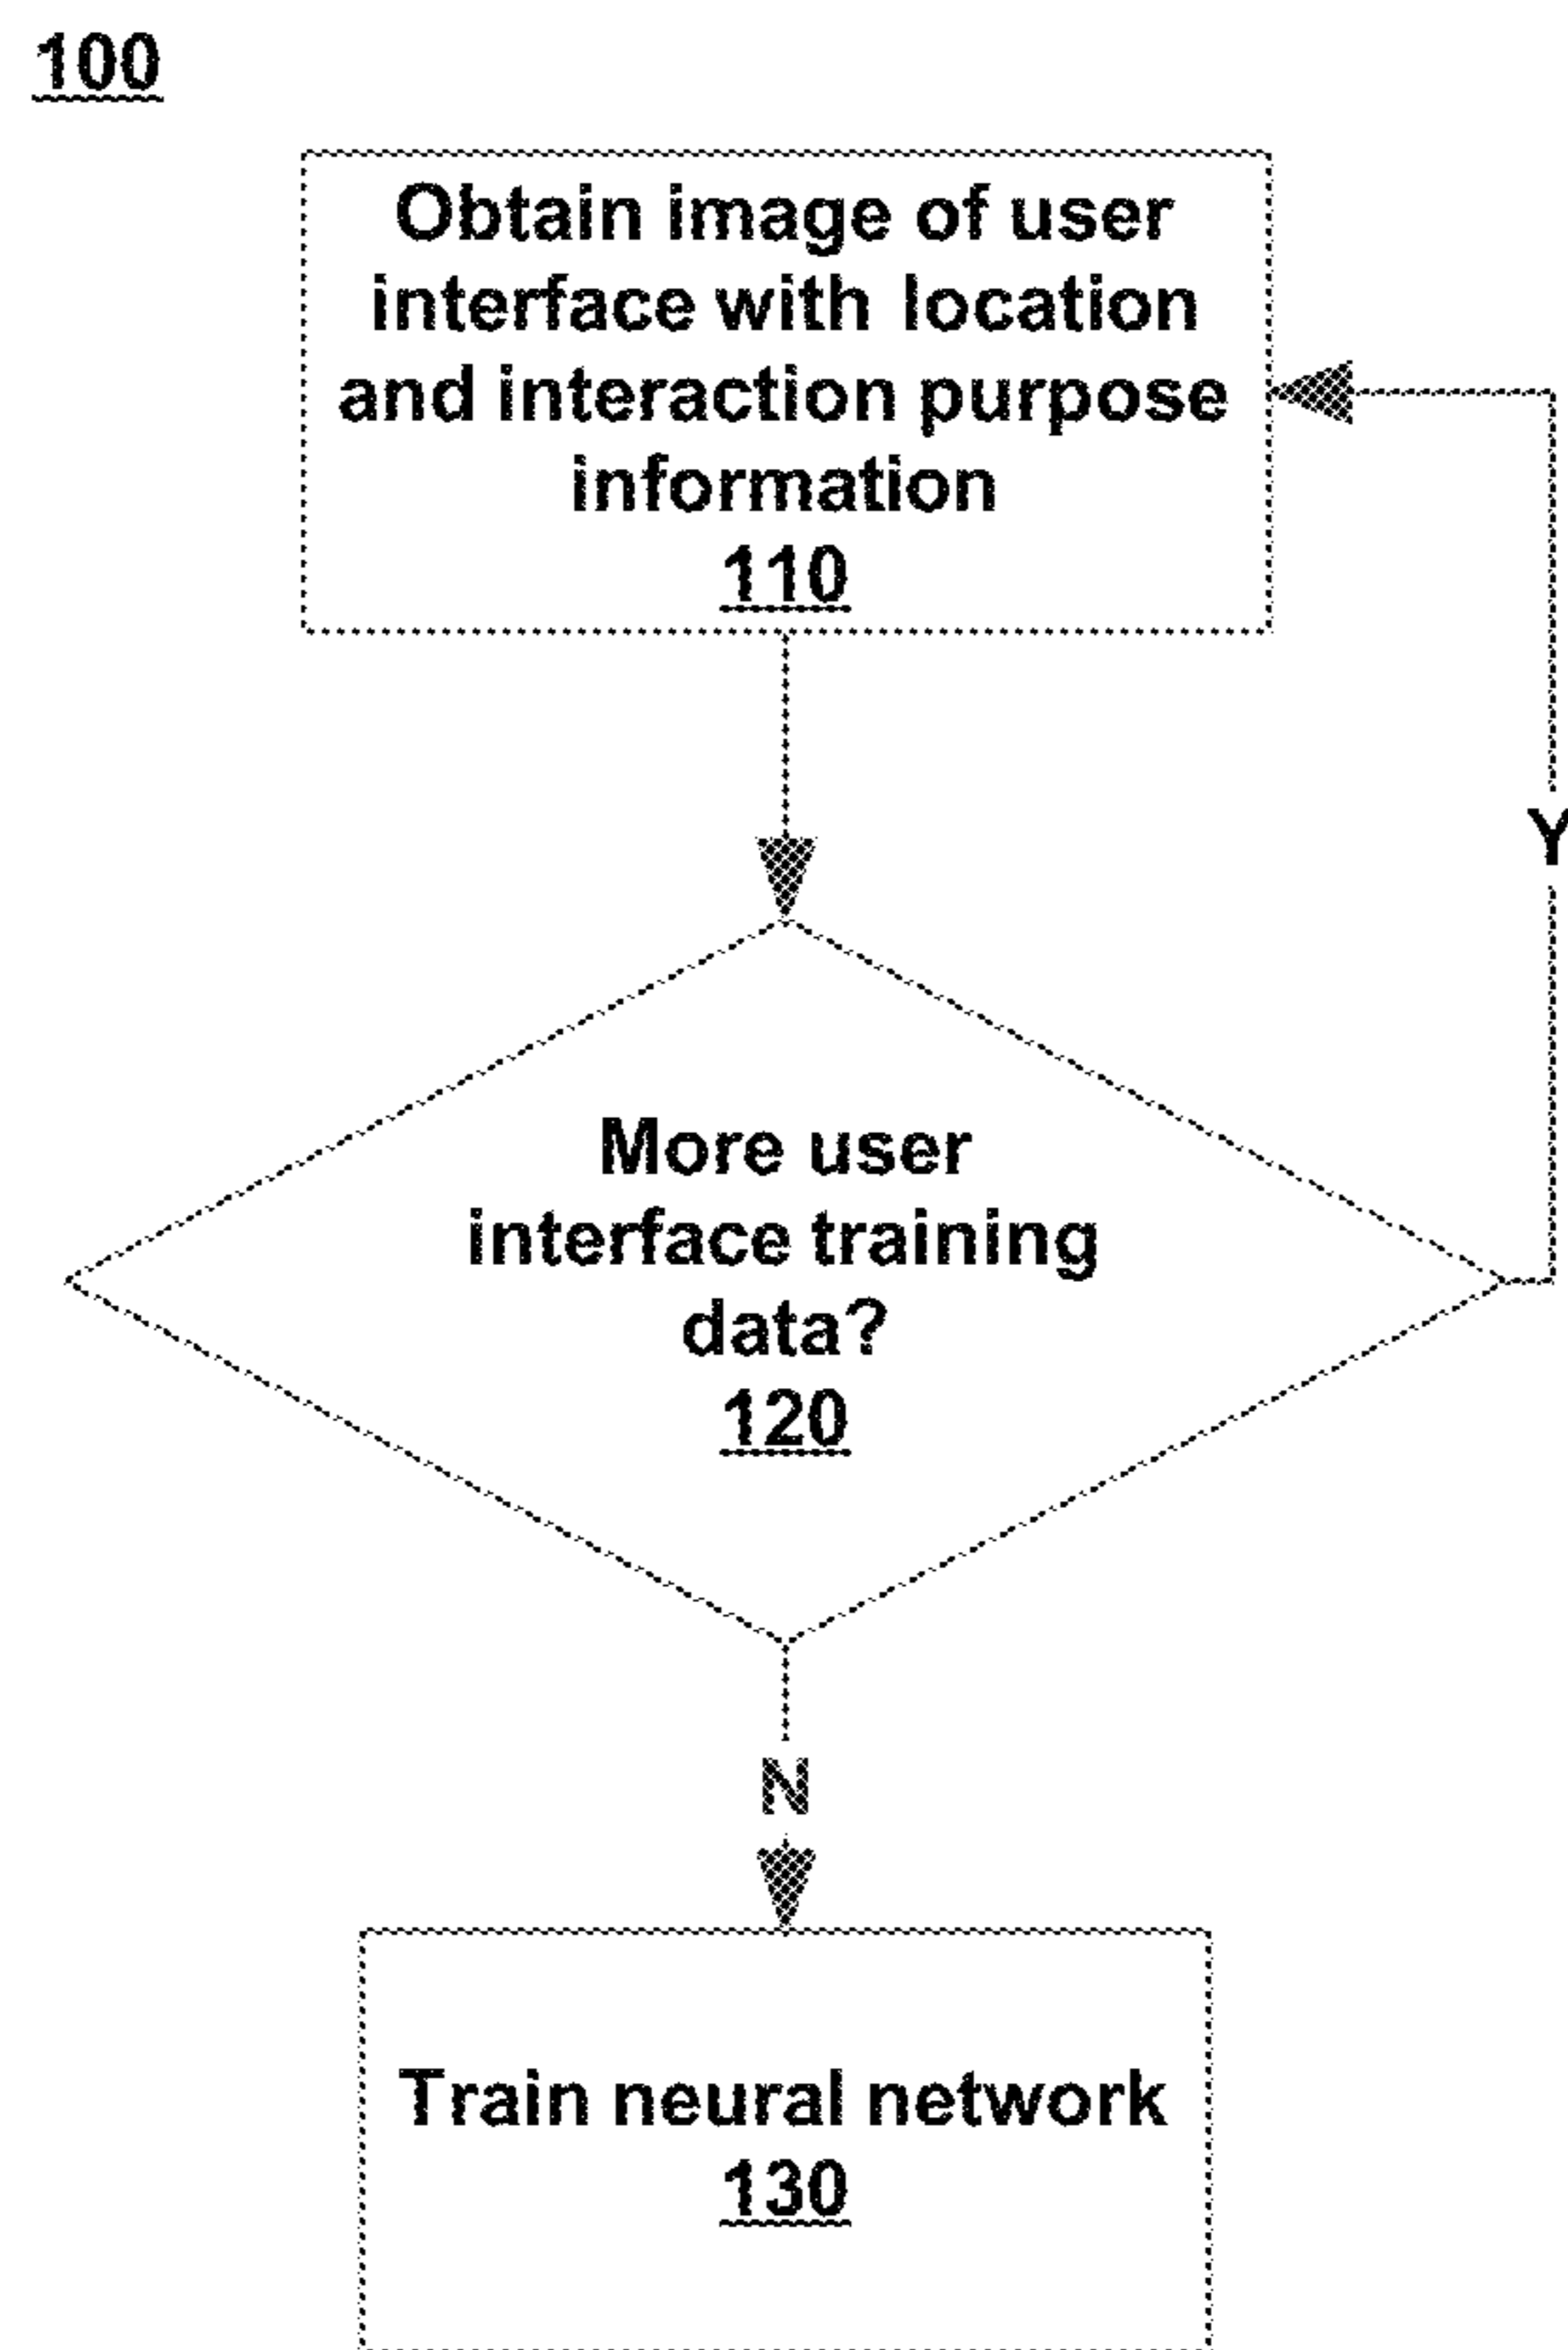 100
Obtain image of user
interface with location
and interaction purpose
information
110
Y
More user
interface training
data?
120
N
Train neural network
130